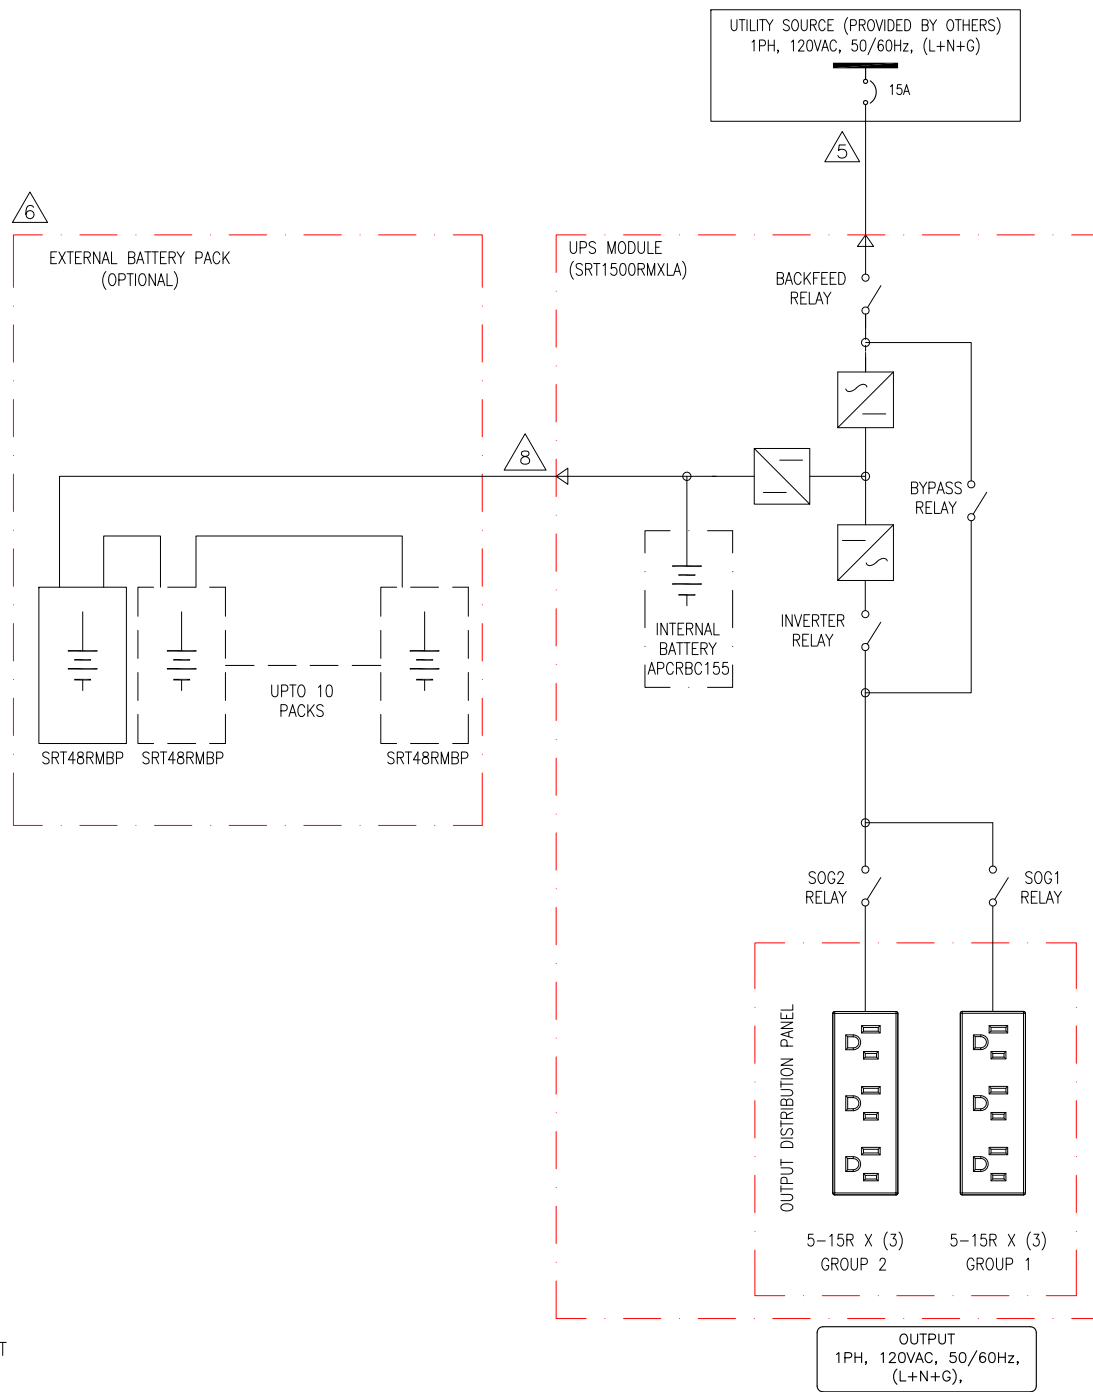 UTILITY SOURCE (PROVIDED BY OTHERS)
1PH, 120VAC, 50/60Hz, (L+N+G)
15A
5
6
EXTERNAL BATTERY PACK
(OPTIONAL)
UPS MODULE
(SRT1500RMXLA)
BACKFEED
RELAY
8
BYPASS
RELAY
INTERNAL
BATTERY
APCRBC155
INVERTER
RELAY
UPTO 10
PACKS
SRT48RMBP
SRT48RMBP
SRT48RMBP
SOG2
RELAY
SOG1
RELAY
OUTPUT DISTRIBUTION PANEL
5-15R X (3)
GROUP 2
5-15R X (3)
GROUP 1
T
OUTPUT
1PH, 120VAC, 50/60Hz,
(L+N+G),